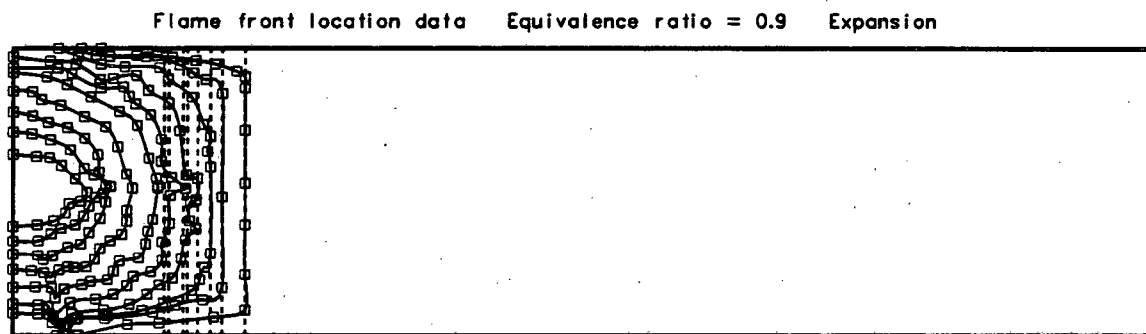 Flame front location data Equivalence ratio = 0.9 Expansion